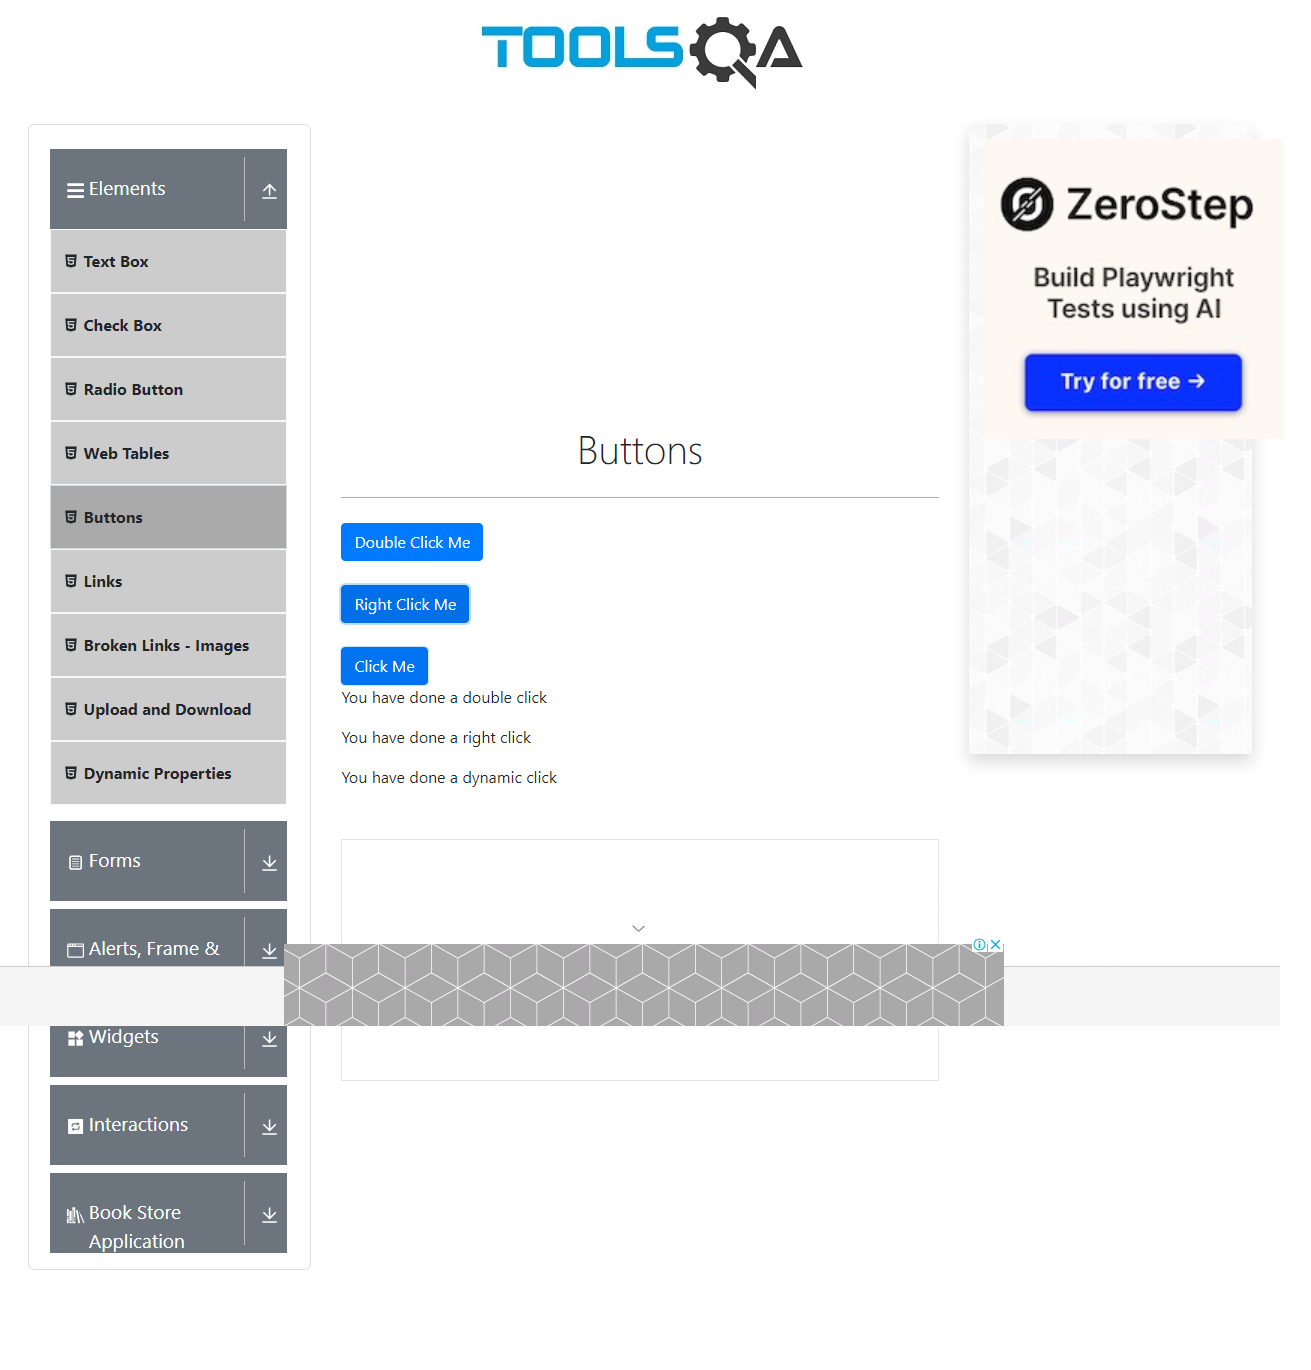 TOOLSQA
Elements
Text Box
Check Box
Radio Button
Web Tables
Buttons
Links
Broken Links - Images
Upload and Download
Dynamic Properties
Forms
Alerts, Frame &
Widgets
Interactions
Book Store
Application
Buttons
Double Click Me
Right Click Me
Click Me
You have done a double click
You have done a right click
You have done a dynamic click
ZeroStep
Build Playwright
Tests using AI
Try for free →